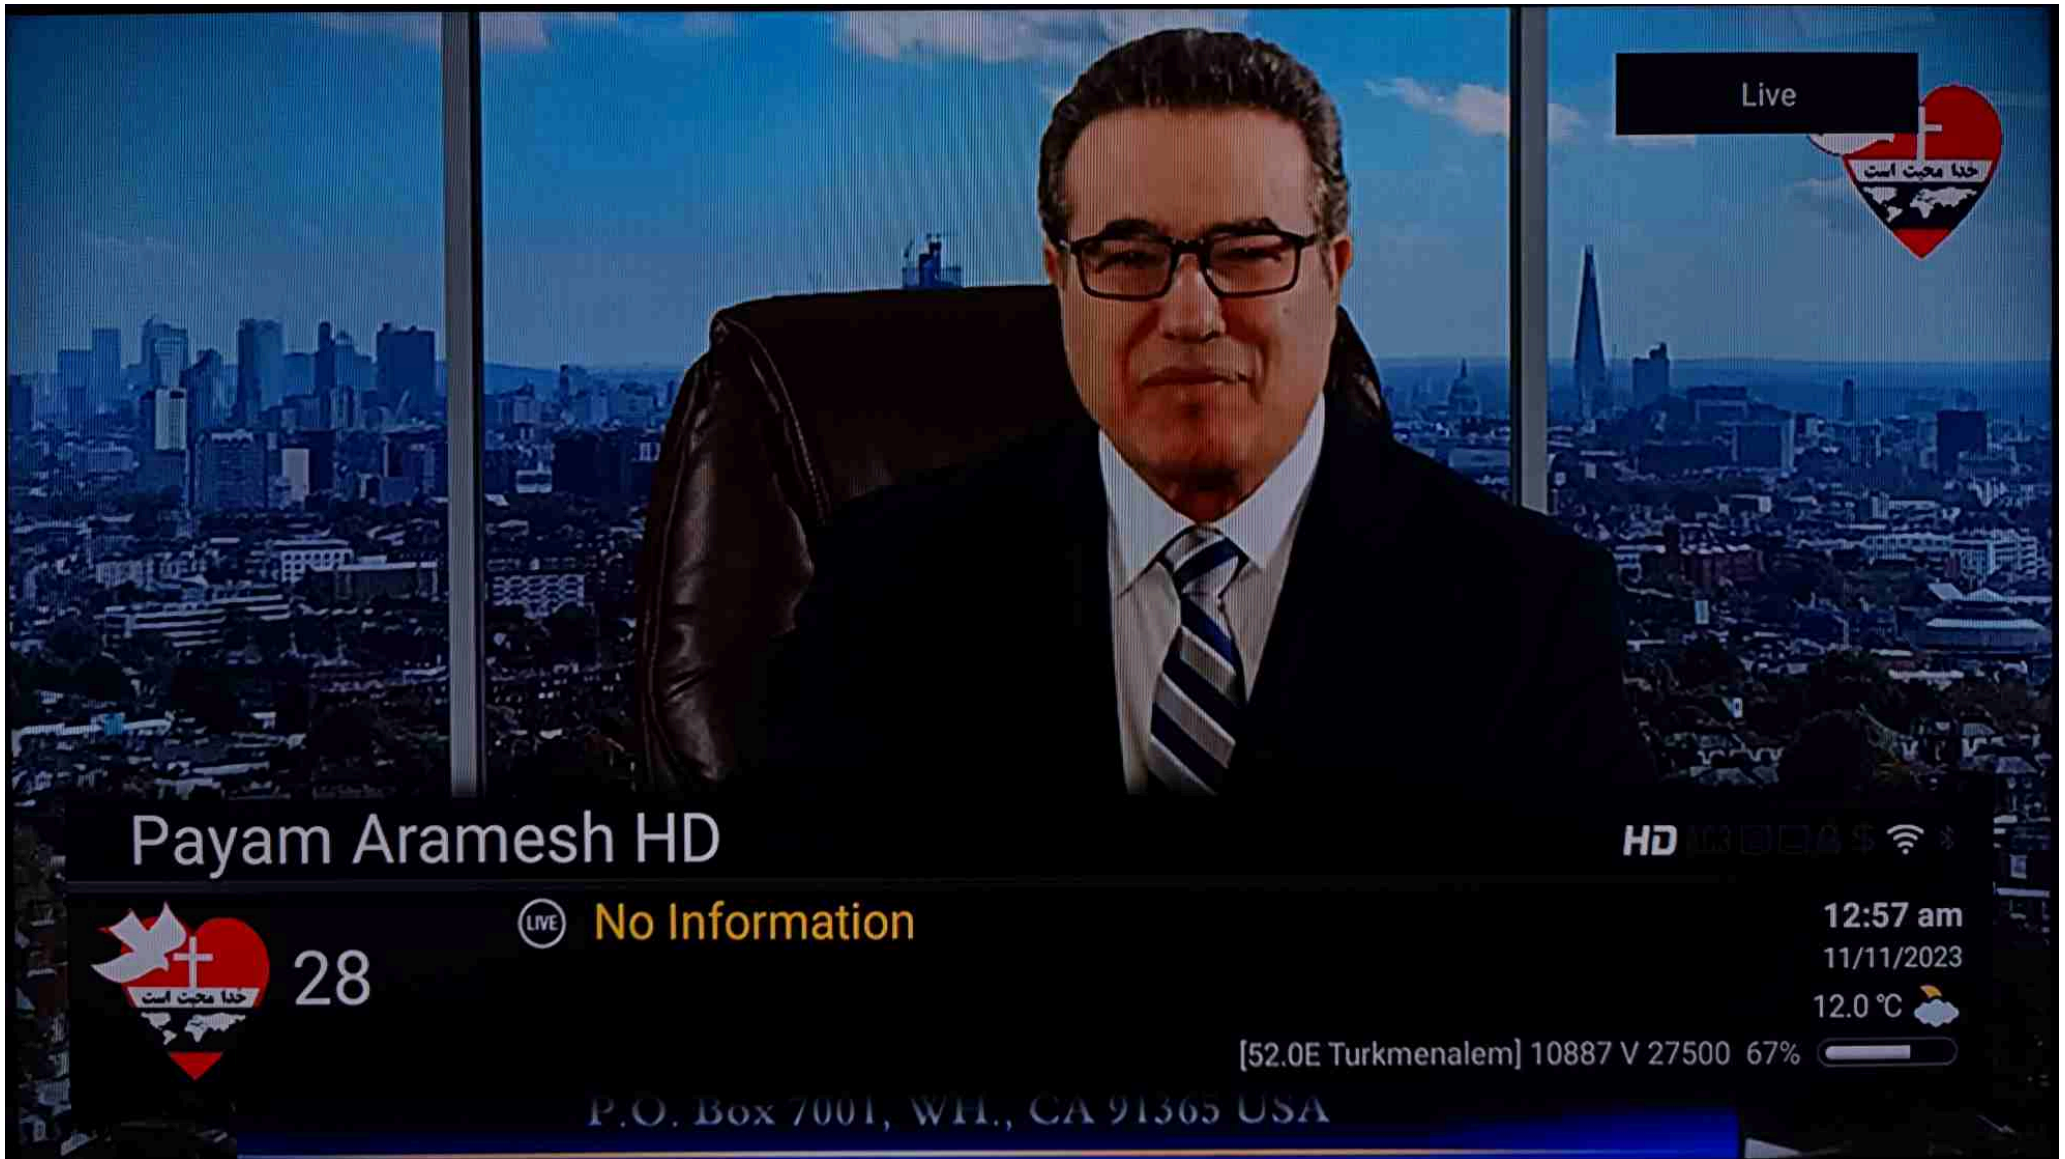 Live
خدا محبت است
Payam Aramesh HD
HD
LIVE No Information
12:57 am
28
11/11/2023
خدا محبت است
12.0 °C
[52.0E Turkmenalem] 10887 V 27500 67%
P.O. Box 7001, WH., CA 91365 USA